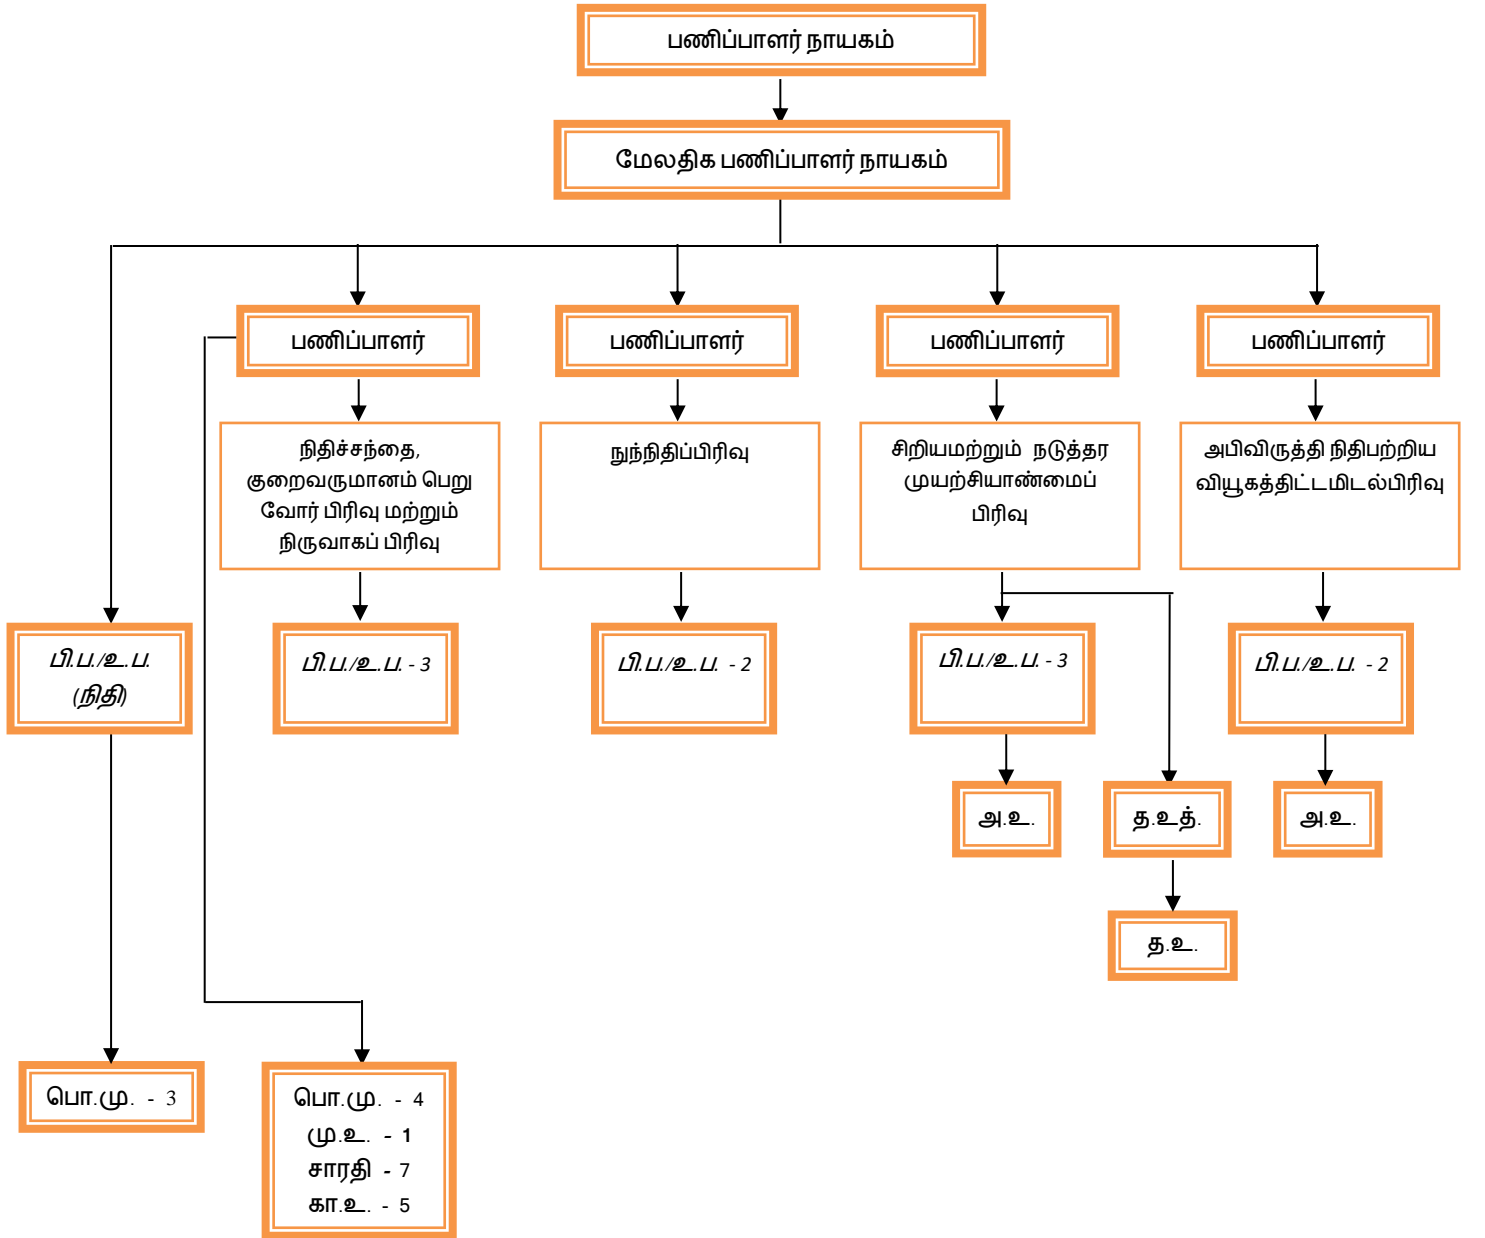 பணிப்பாளர் நாயகம்
மேலதிக பணிப்பாளர் நாயகம்
பணிப்பாளர்
பணிப்பாளர்
பணிப்பாளர்
பணிப்பாளர்
நிதிச்சந்தை,
குறைவருமானம் பெறு
வோர் பிரிவு மற்றும்
நிருவாகப் பிரிவு
நுந்நிதிப்பிரிவு
சிறியமற்றும் நடுத்தர
முயற்சியாண்மைப்
பிரிவு
அபிவிருத்தி நிதிபற்றிய
வியூகத்திட்டமிடல்பிரிவு
பி.ப./உ.ப.
(நிதி)
பி.ப./உ.ப. - 3
பி.ப./உ.ப. - 2
பி.ப./உ.ப. - 3
பி.ப./உ.ப. - 2
அ.உ.
த.உத்.
அ.உ.
த.உ.
பொ.மு. - 3
பொ.மு. - 4
மு.உ. - 1
சாரதி - 7
கா.உ. - 5